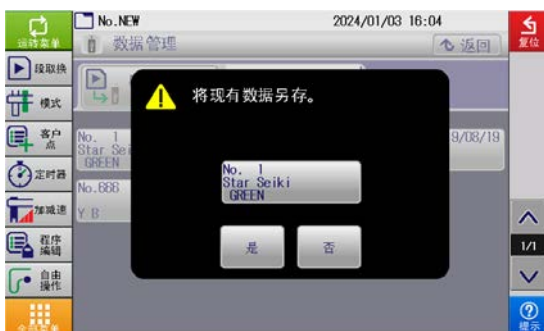 No.NEW
2024/01/03 16:04
运转菜单
复位
数据管理
返回
段取换
模式
将现有数据另存。
客户点
No. 1
Star Sei
GREEN
9/08/19
定时器
No. 1
Star Seiki
GREEN
No.688
Y B
加减速
是
否
程序编辑
1/1
自由操作
全部菜单
提示